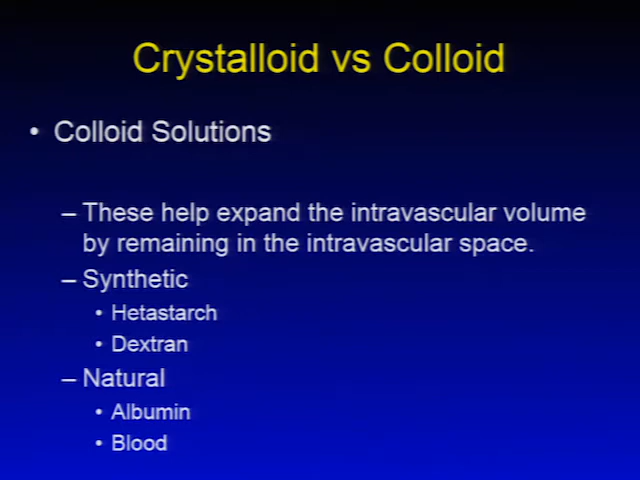 Crystalloid vs Colloid
• Colloid Solutions
– These help expand the intravascular volume
by remaining in the intravascular space.
– Synthetic
• Hetastarch
• Dextran
– Natural
• Albumin
• Blood